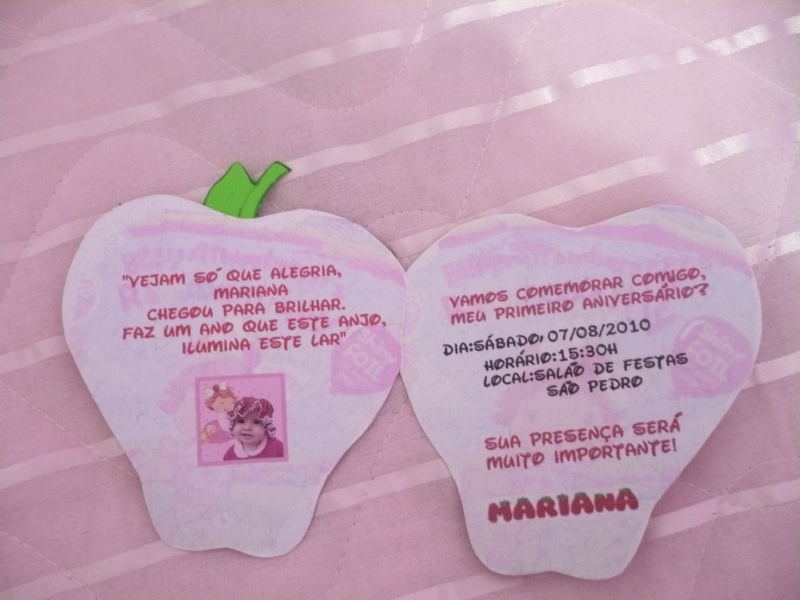 "VEJAM SÓ QUE ALEGRIA,
MARIANA
CHEGOU PARA BRILHAR.
FAZ UM ANO QUE ESTE ANJO,
ILUMINA ESTE LAR"
VAMOS COMEMORAR COMIGO,
MEU PRIMEIRO ANIVERSÁRIO?
DIA:SÁBADO, 07/08/2010
HORÁRIO:15:30H
LOCAL:SALÃO DE FESTAS
SÃO PEDRO
SUA PRESENÇA SERÁ
MUITO IMPORTANTE!
MARIANA